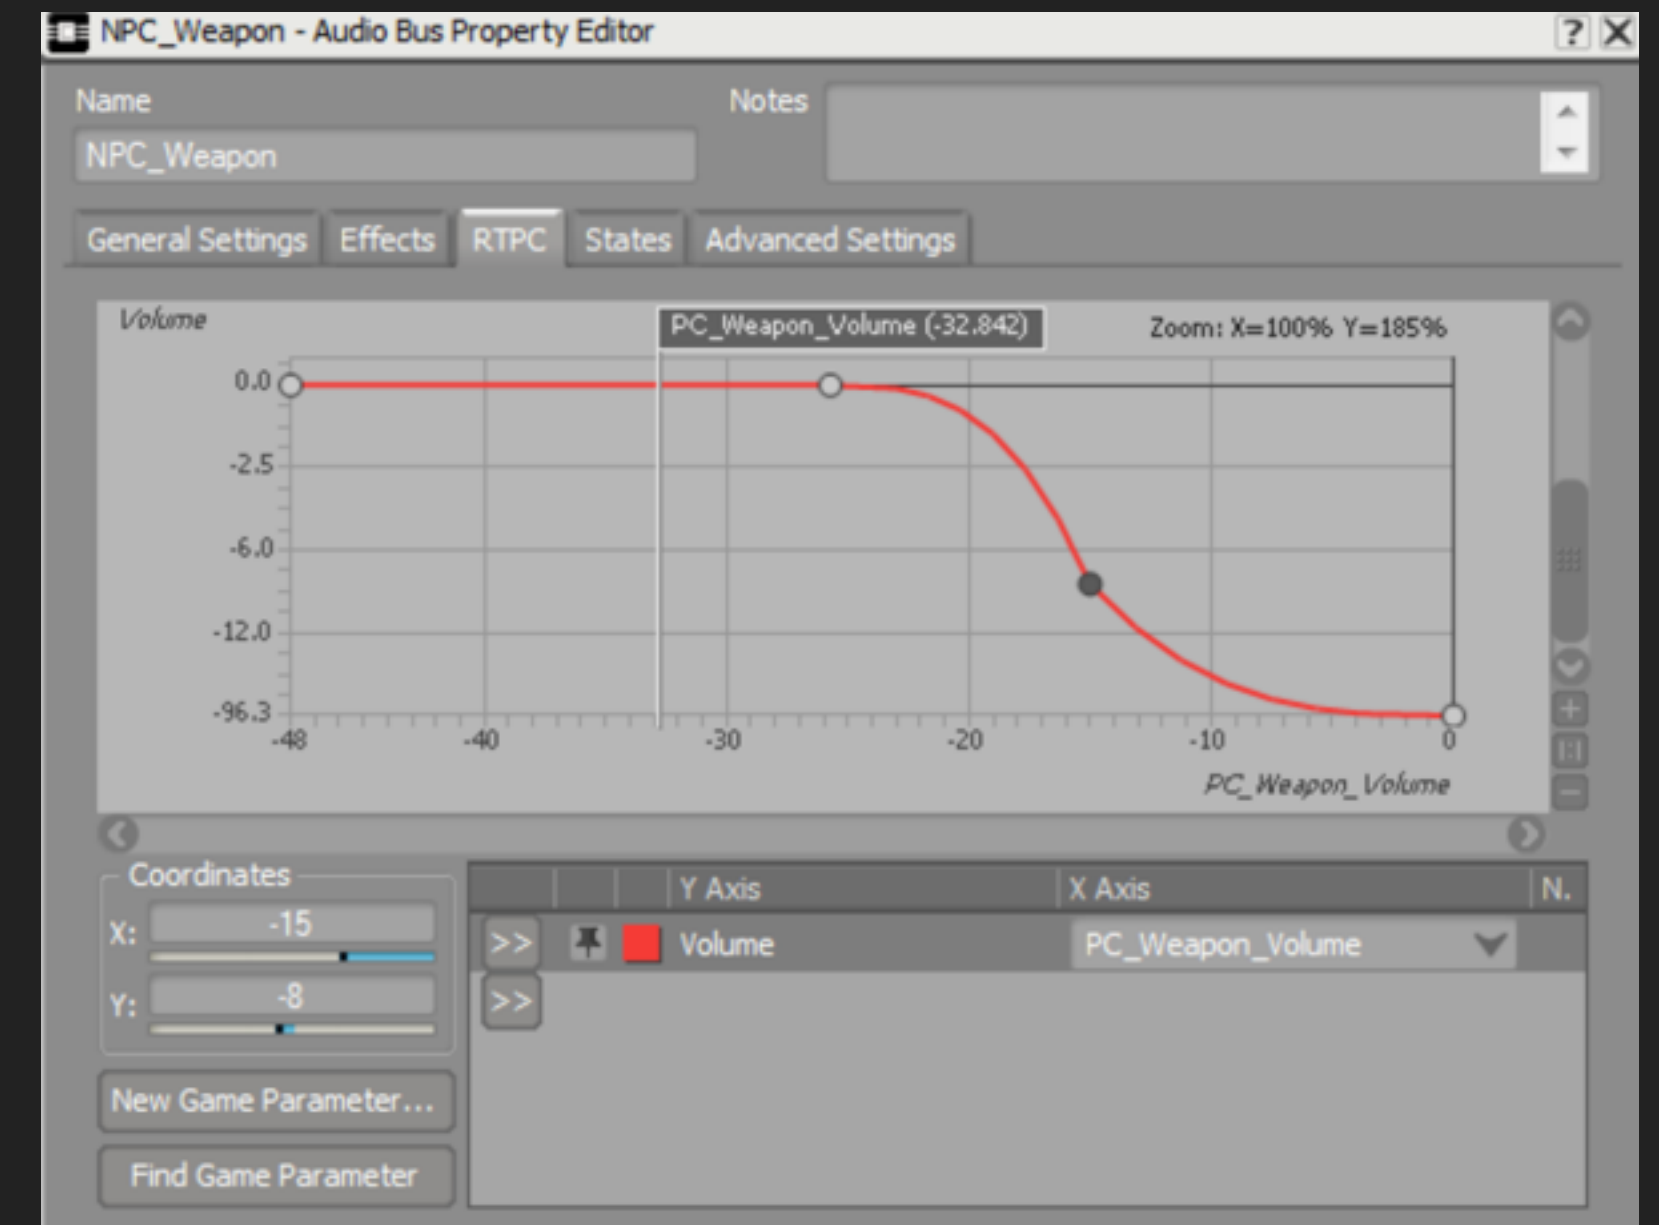 NPC_Weapon - Audio Bus Property Editor ? X
Name
Notes
NPC_Weapon
General Settings Effects RTPC States Advanced Settings
Volume
PC_Weapon_Volume (-32.842)
Zoom: X=100% Y=185%
0.0
-2.5
-6.0
-12.0
-96.3
-48 -40 -30 -20 -10 0
PC_Weapon_Volume
1:1
Coordinates
X: -15
Y: -8
New Game Parameter...
Find Game Parameter
Y Axis X Axis N.
>> Volume PC_Weapon_Volume
>>